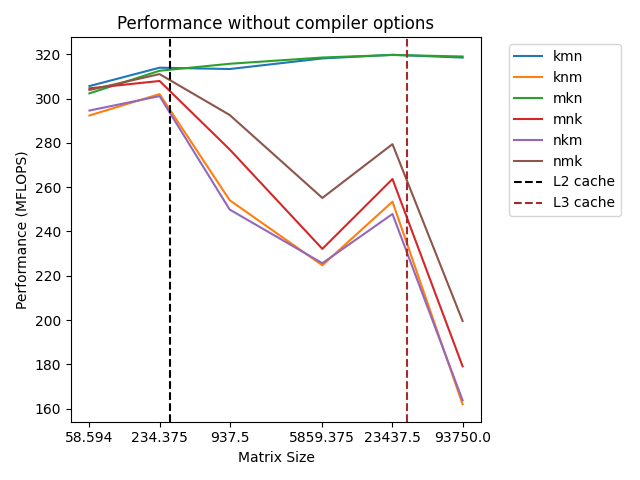 Performance without compiler options
Performance (MFLOPS)
320
300
280
260
240
220
200
180
160
58.594 234.375 937.5 5859.375 23437.5 93750.0
Matrix Size
kmn
knm
mkn
mnk
nkm
nmk
L2 cache
L3 cache